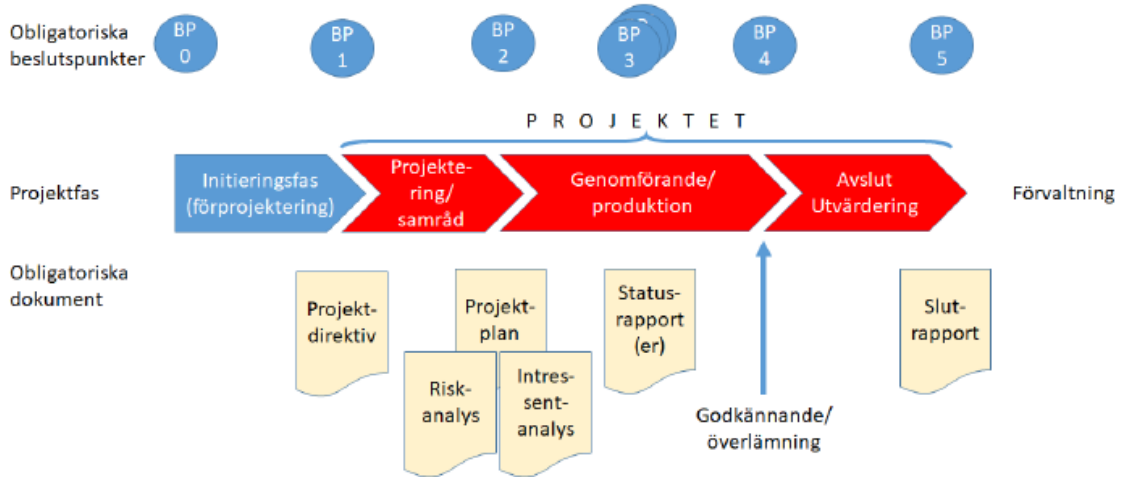 Obligatoriska
beslutspunkter
BP
0
BP
1
BP
2
BP
3
BP
4
BP
5
P R O J E K T E T
Projektfas
Initieringsfas
(förprojektering)
Projekte-
ring/
samråd
Genomförande/
produktion
Avslut
Utvärdering
Förvaltning
Obligatoriska
dokument
Projekt-
direktiv
Projekt-
plan
Risk-
analys
Intres-
sent-
analys
Status-
rapport
(er)
Godkännande/
överlämning
Slut-
rapport